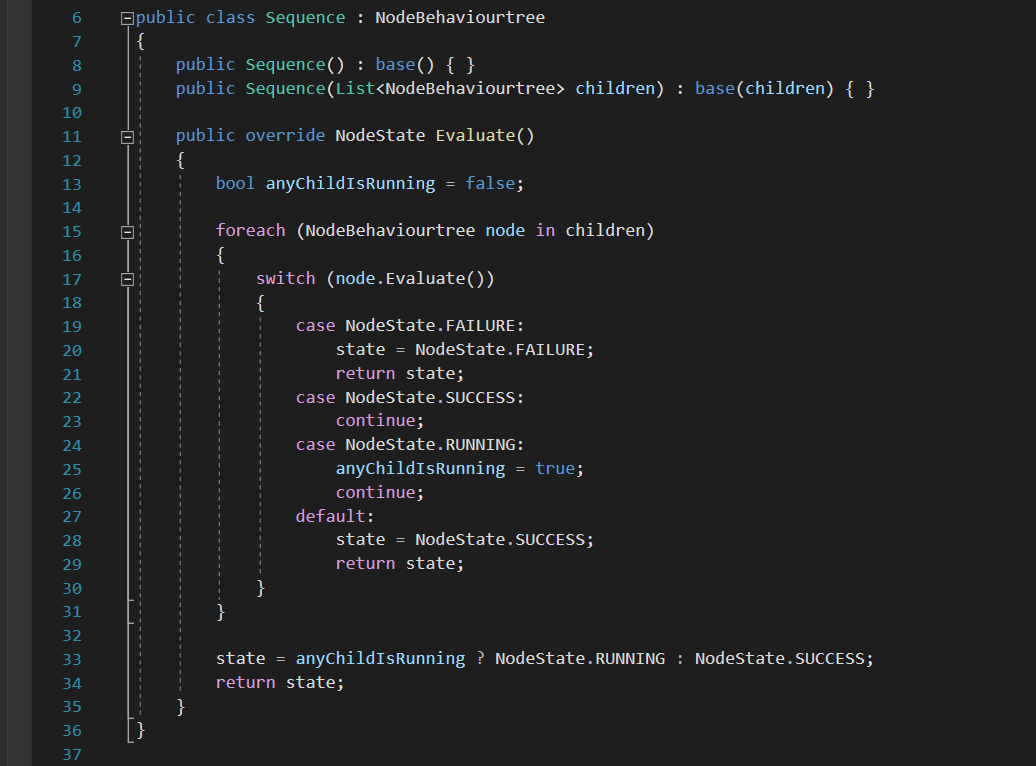 6 public class Sequence : NodeBehaviourtree
7 {
8 public Sequence() : base() { }
9 public Sequence(List<NodeBehaviourtree> children) : base(children) { }
10
11 public override NodeState Evaluate()
12 {
13 bool anyChildIsRunning = false;
14
15 foreach (NodeBehaviourtree node in children)
16 {
17 switch (node.Evaluate())
18 {
19 case NodeState.FAILURE:
20 state = NodeState.FAILURE;
21 return state;
22 case NodeState.SUCCESS:
23 continue;
24 case NodeState.RUNNING:
25 anyChildIsRunning = true;
26 continue;
27 default:
28 state = NodeState.SUCCESS;
29 return state;
30 }
31 }
32
33 state = anyChildIsRunning ? NodeState.RUNNING : NodeState.SUCCESS;
34 return state;
35 }
36 }
37